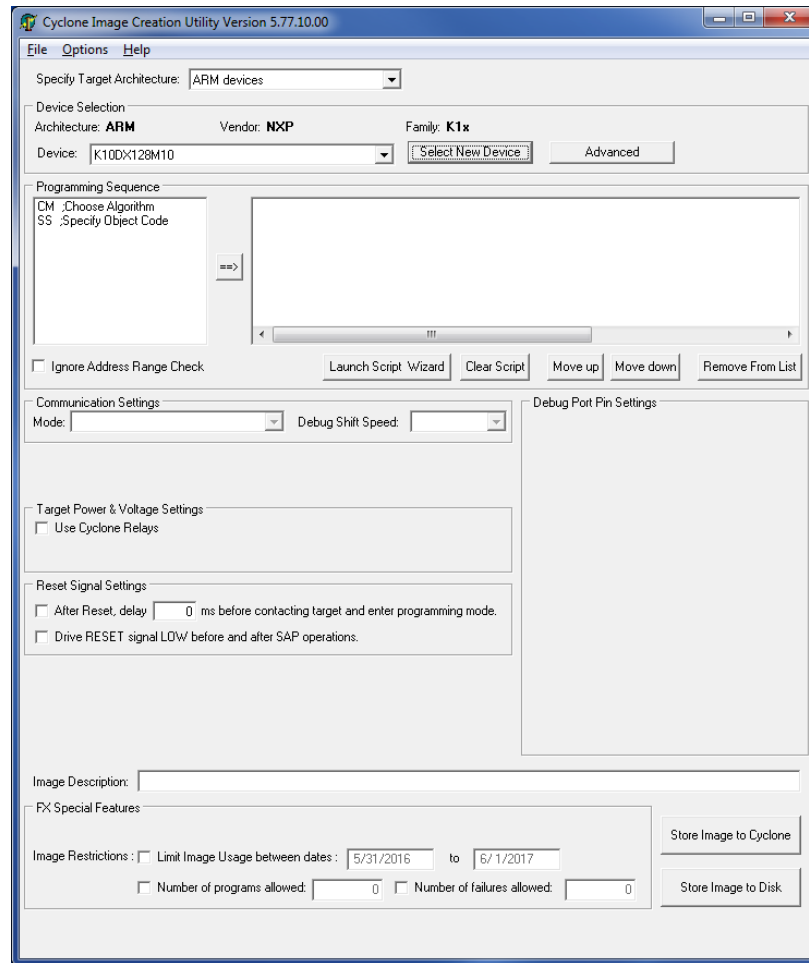 Cyclone Image Creation Utility Version 5.77.10.00
File Options Help
Specify Target Architecture: ARM devices
Device Selection
Architecture: ARM Vendor: NXP Family: K1x
Device: K10DX128M10 Select New Device Advanced
Programming Sequence
CM ;Choose Algorithm
SS ;Specify Object Code
==>
Ignore Address Range Check Launch Script Wizard Clear Script Move up Move down Remove From List
Communication Settings Debug Port Pin Settings
Mode: Debug Shift Speed:
Target Power & Voltage Settings
Use Cyclone Relays
Reset Signal Settings
After Reset, delay 0 ms before contacting target and enter programming mode.
Drive RESET signal LOW before and after SAP operations.
Image Description:
FX Special Features
Store Image to Cyclone
Image Restrictions : Limit Image Usage between dates : 5/31/2016 to 6/ 1/2017
Number of programs allowed: 0 Number of failures allowed: 0 Store Image to Disk